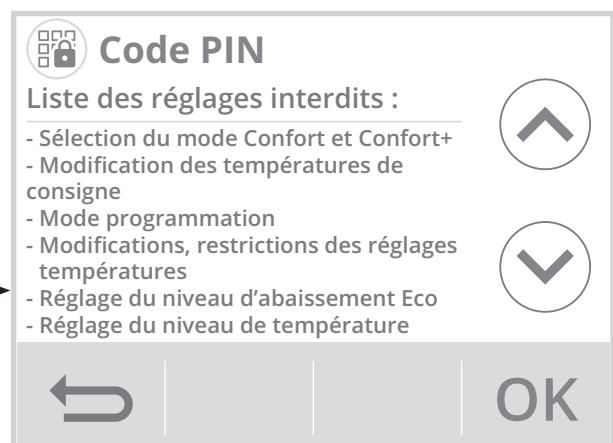 Code PIN
Liste des réglages interdits :
- Sélection du mode Confort et Confort+
- Modification des températures de
consigne
- Mode programmation
- Modifications, restrictions des réglages
températures
- Réglage du niveau d’abaissement Eco
- Réglage du niveau de température
OK